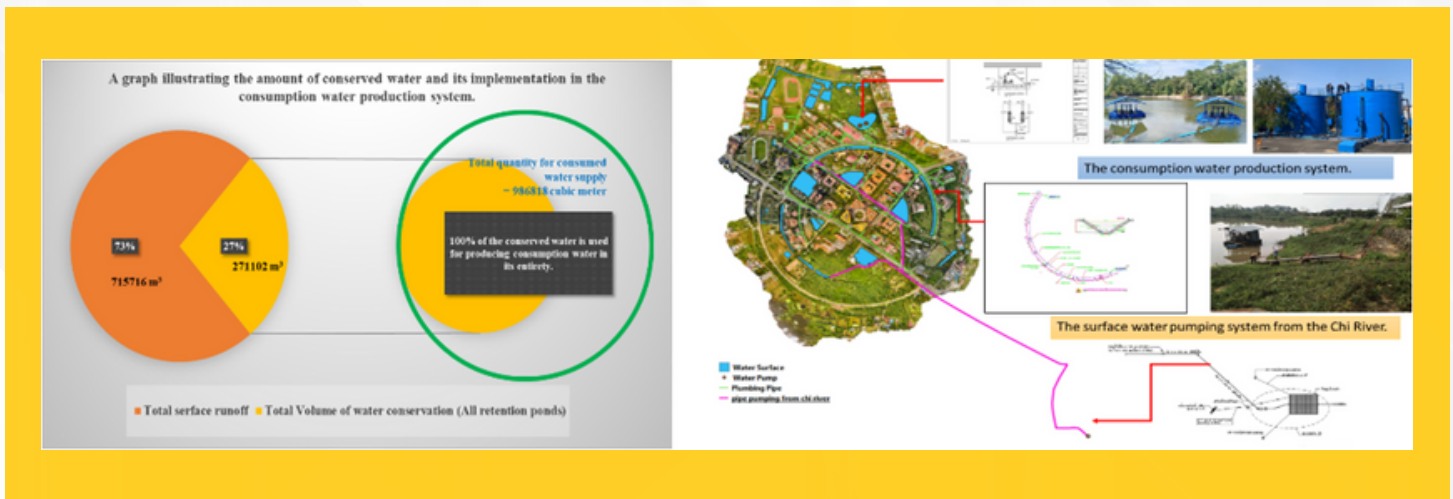 A graph illustrating the amount of conserved water and its implementation in the
consumption water production system.
Total quantity for consumed
water supply
~ 986818 cubic meter
73%
27%
271102 m³
715716 m³
100% of the conserved water is used
for producing consumption water in
its entirety.
Total surface runoff
Total Volume of water conservation (All retention ponds)
The consumption water production system.
The surface water pumping system from the Chi River.
Water Surface
Water Pump
Plumbing Pipe
pipe pumping from chi river